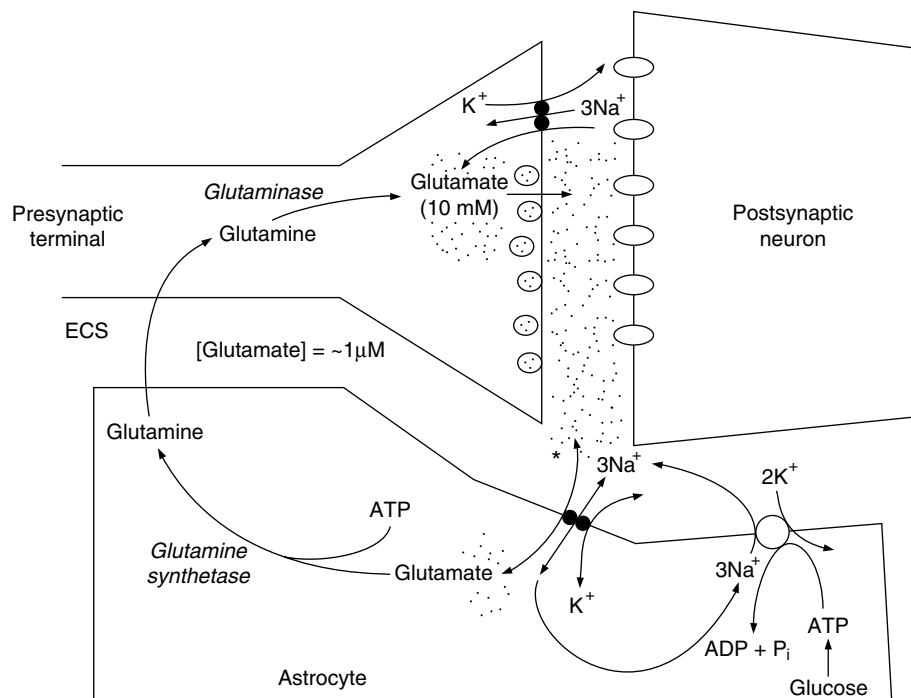 K+
3Na+
Glutaminase
Glutamate
(10 mM)
Presynaptic
terminal
Glutamine
Postsynaptic
neuron
ECS
[Glutamate] = ~1μM
Glutamine
*
3Na+
2K+
ATP
Glutamine
synthetase
Glutamate
3Na+
K+
ATP
ADP + Pi
Astrocyte
Glucose